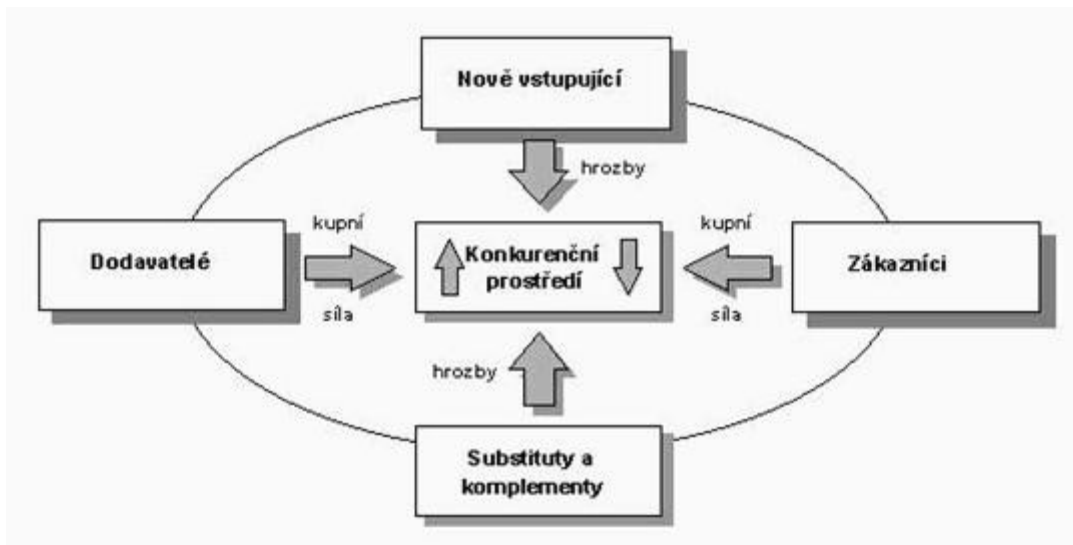 Nově vstupující
hrozby
kupní
kupní
Dodavatelé
Konkurenční
prostředí
Zákazníci
síla
síla
hrozby
Substituty a
komplementy